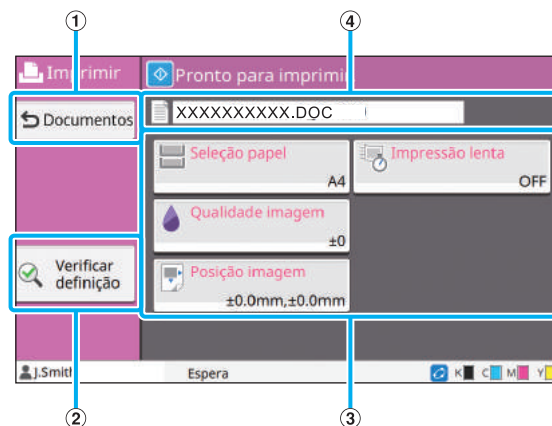 ① ④
Imprimir Pronto para imprimir
Documentos XXXXXXXXXX.DOC
Seleção papel Impressão lenta
A4 OFF
Qualidade imagem
±0
Verificar
definição
Posição imagem
±0.0mm,±0.0mm
J.Smith Espera K C M Y
② ③